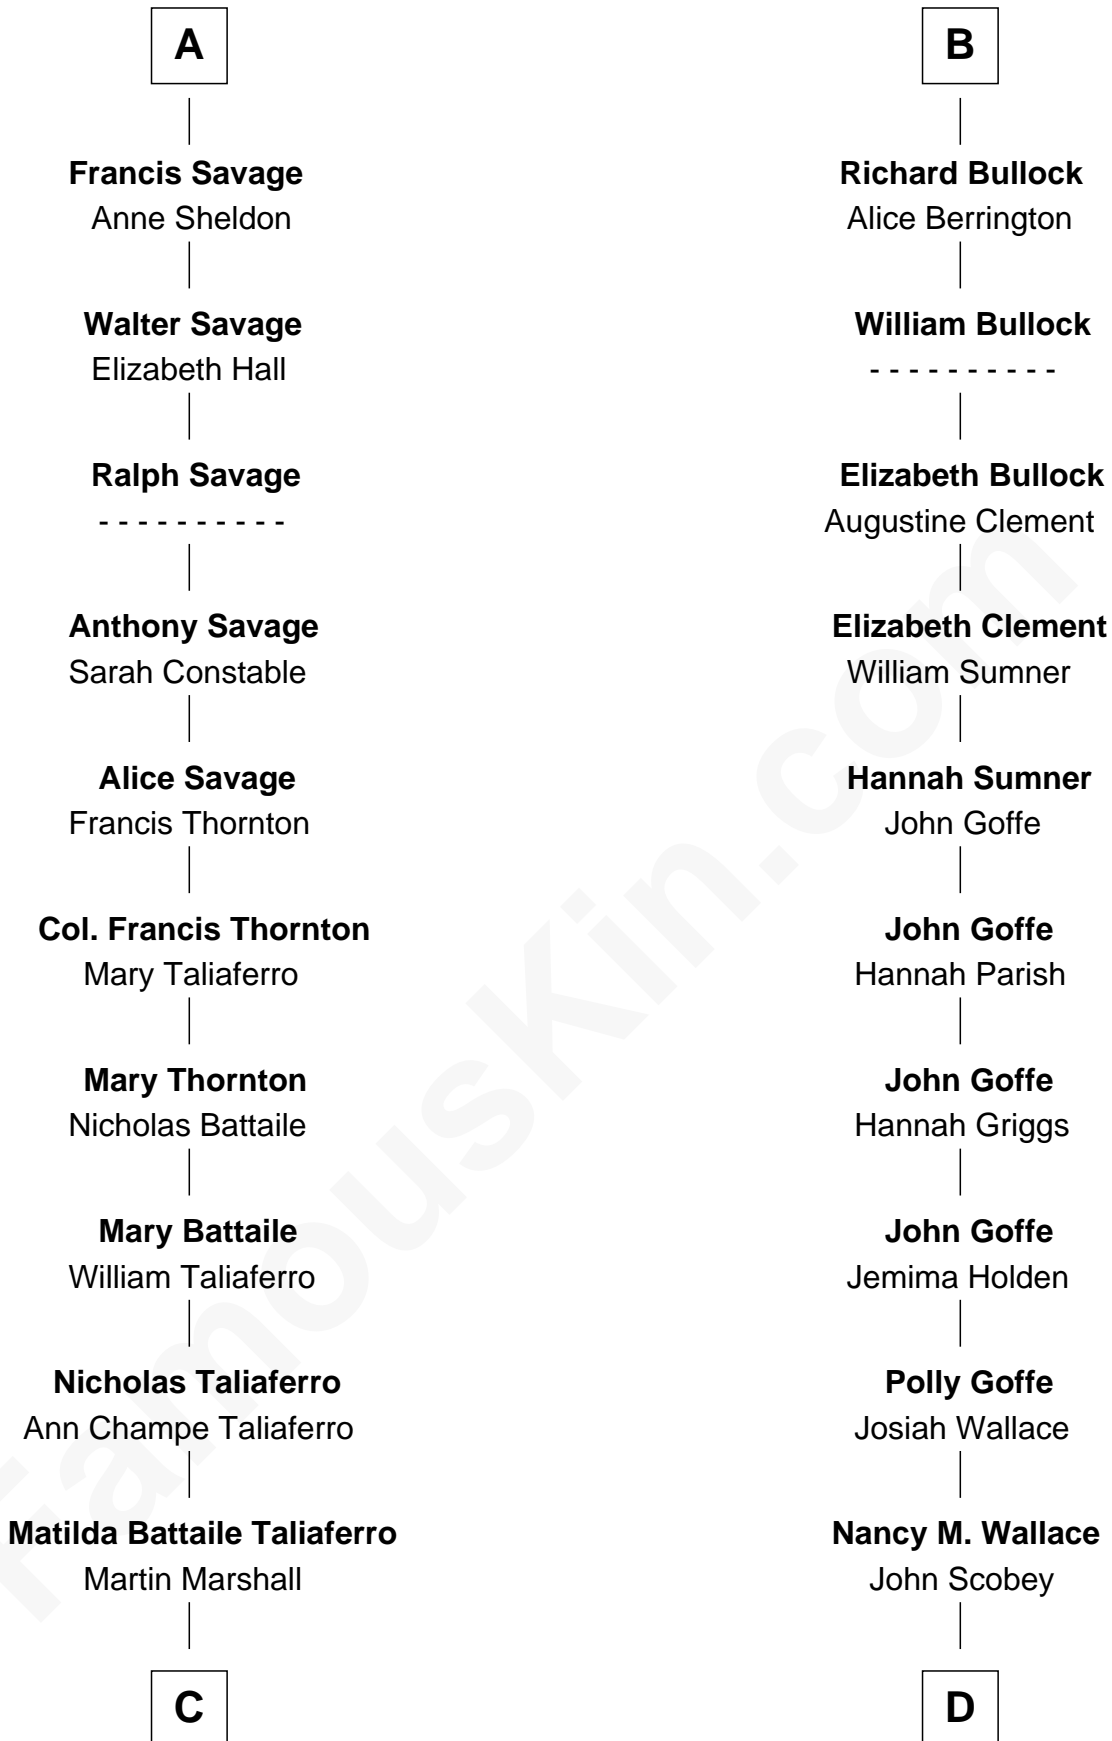 A
Francis Savage
Anne Sheldon
Walter Savage
Elizabeth Hall
Ralph Savage
- - - - - - - - - -
Anthony Savage
Sarah Constable
Alice Savage
Francis Thornton
Col. Francis Thornton
Mary Taliaferro
Mary Thornton
Nicholas Battaile
Mary Battaile
William Taliaferro
Nicholas Taliaferro
Ann Champe Taliaferro
Matilda Battaile Taliaferro
Martin Marshall
C
B
Richard Bullock
Alice Berrington
William Bullock
- - - - - - - - - -
Elizabeth Bullock
Augustine Clement
Elizabeth Clement
William Sumner
Hannah Sumner
John Goffe
John Goffe
Hannah Parish
John Goffe
Hannah Griggs
John Goffe
Jemima Holden
Polly Goffe
Josiah Wallace
Nancy M. Wallace
John Scobey
D
FamousKin.com